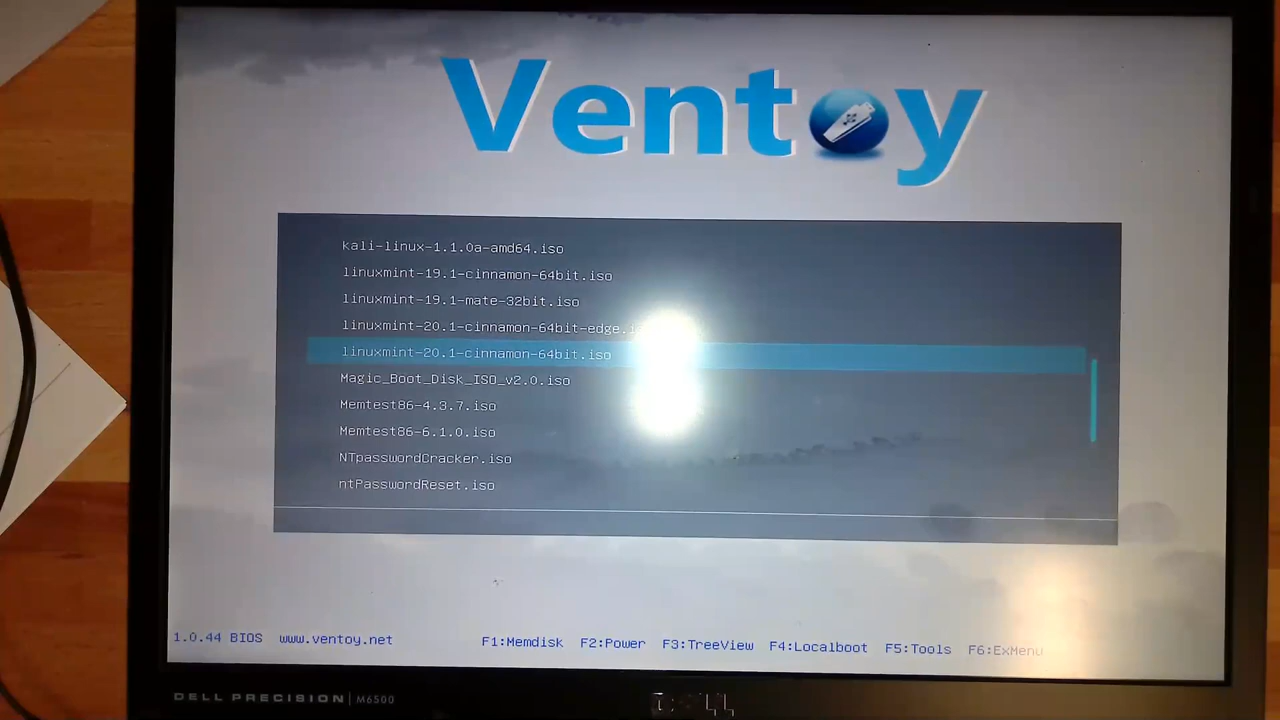 Ventoy
kali-linux-1.1.0a-amd64.iso
linuxmint-19.1-cinnamon-64bit.iso
linuxmint-19.1-mate-32bit.iso
linuxmint-20.1-cinnamon-64bit-edge.iso
linuxmint-20.1-cinnamon-64bit.iso
Magic_Boot_Disk_ISO_v2.0.iso
Memtest86-4.3.7.iso
Memtest86-6.1.0.iso
NTpasswordCracker.iso
ntPasswordReset.iso
1.0.44 BIOS www.ventoy.net F1:Memdisk F2:Power F3:TreeView F4:Localboot F5:Tools F6:ExMenu
DELL PRECISION | M6500 DELL